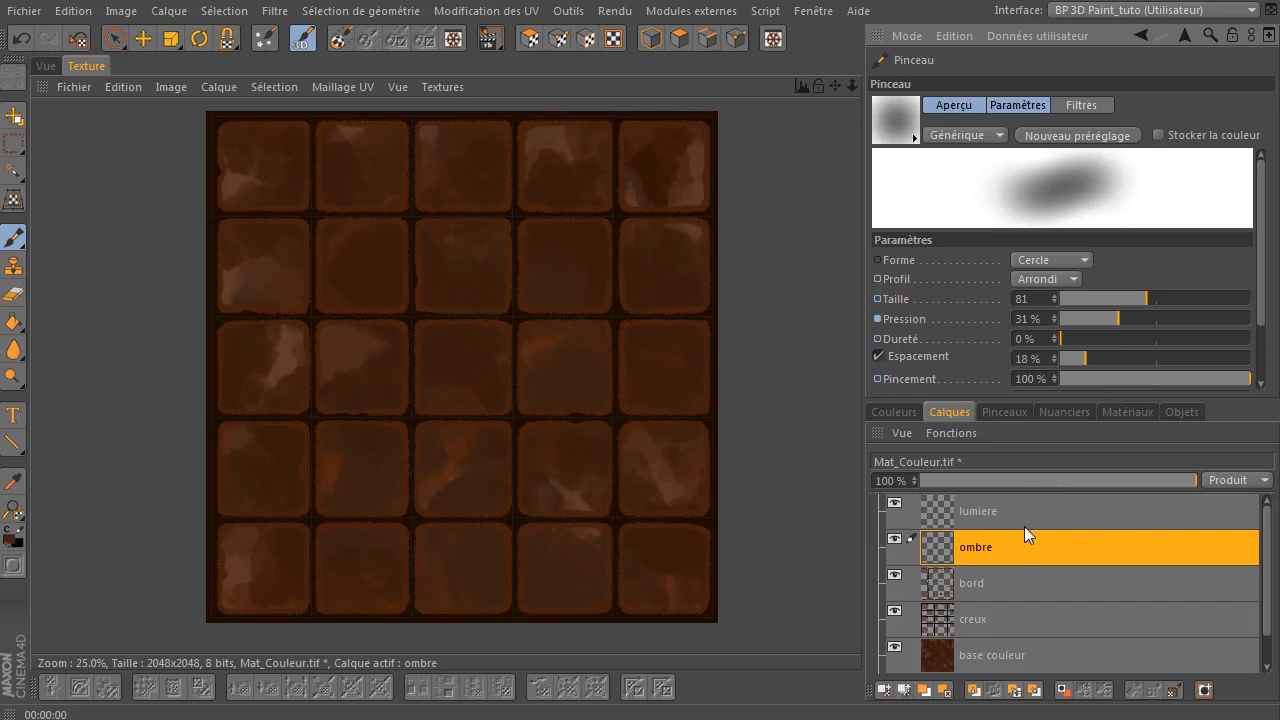 Fichier Edition Image Calque Sélection Filtre Sélection de géométrie Modification des UV Outils Rendu Modules externes Script Fenêtre Aide Interface: BP 3D Paint_tuto (Utilisateur)
3D
Mode Edition Données utilisateur
Vue Texture
Pinceau
Fichier Edition Image Calque Sélection Maillage UV Vue Textures
Pinceau
Aperçu Paramètres Filtres
Générique Nouveau préréglage Stocker la couleur
Paramètres
Forme Cercle
Profil Arrondi
Taille 81
Pression 31 %
Dureté 0 %
Espacement 18 %
Pincement 100 %
Couleurs Calques Pinceaux Nuanciers Matériaux Objets
Vue Fonctions
Mat_Couleur.tif *
100 % Produit
lumiere
ombre
bord
creux
base couleur
Zoom : 25.0%, Taille : 2048x2048, 8 bits, Mat_Couleur.tif *, Calque actif : ombre
MAXON
CINEMA 4D
00:00:00